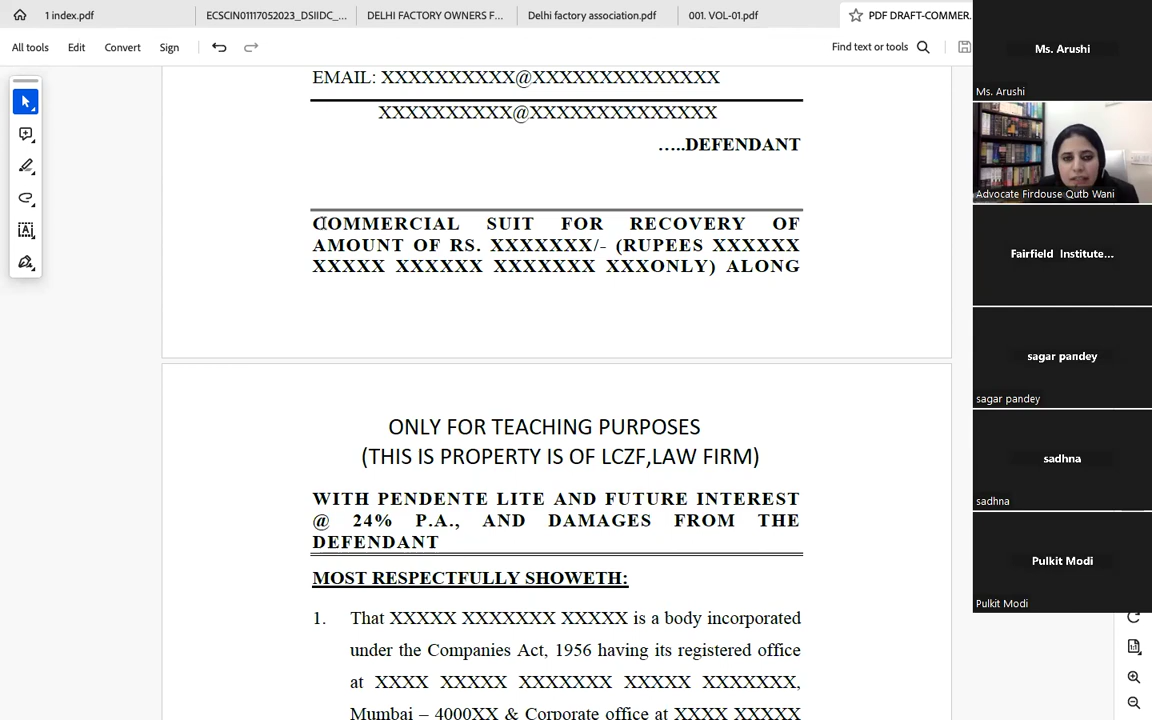 1 index.pdf
ECSCIN01117052023_DSIIDC_...
DELHI FACTORY OWNERS F...
Delhi factory association.pdf
001. VOL-01.pdf
PDF DRAFT-COMMER.
All tools
Edit
Convert
Sign
Find text or tools
EMAIL: XXXXXXXXXX@XXXXXXXXXXXXXXX
XXXXXXXXXX@XXXXXXXXXXXXXXX
.....DEFENDANT
COMMERCIAL SUIT FOR RECOVERY OF
AMOUNT OF RS. XXXXXXX/- (RUPEES XXXXXX
XXXXX XXXXXX XXXXXXX XXXONLY) ALONG
ONLY FOR TEACHING PURPOSES
(THIS IS PROPERTY IS OF LCZF,LAW FIRM)
WITH PENDENTE LITE AND FUTURE INTEREST
@ 24% P.A., AND DAMAGES FROM THE
DEFENDANT
MOST RESPECTFULLY SHOWETH:
1. That XXXXX XXXXXXX XXXXX is a body incorporated
under the Companies Act, 1956 having its registered office
at XXXX XXXXX XXXXXXX XXXXX XXXXXXX,
Mumbai – 4000XX & Corporate office at XXXX XXXXX
Ms. Arushi
Ms. Arushi
Advocate Firdouse Qutb Wani
Fairfield Institute...
sagar pandey
sagar pandey
sadhna
sadhna
Pulkit Modi
Pulkit Modi